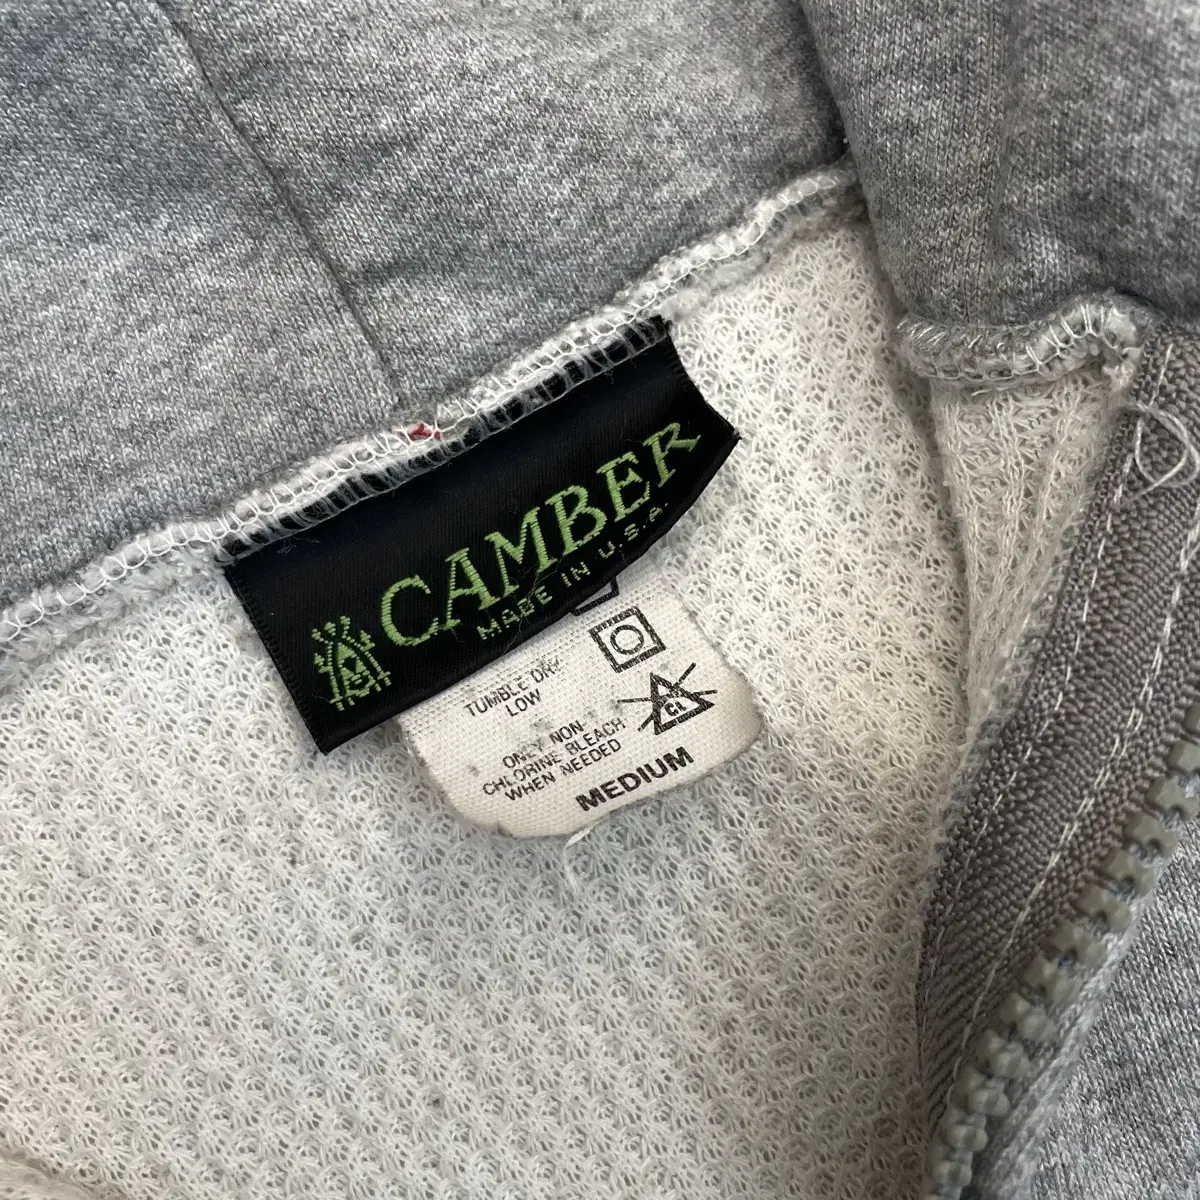 CAMBER
MADE IN U.S.A.
TUMBLE DRY
LOW
CL
ONLY NON-
CHLORINE BLEACH
WHEN NEEDED
MEDIUM